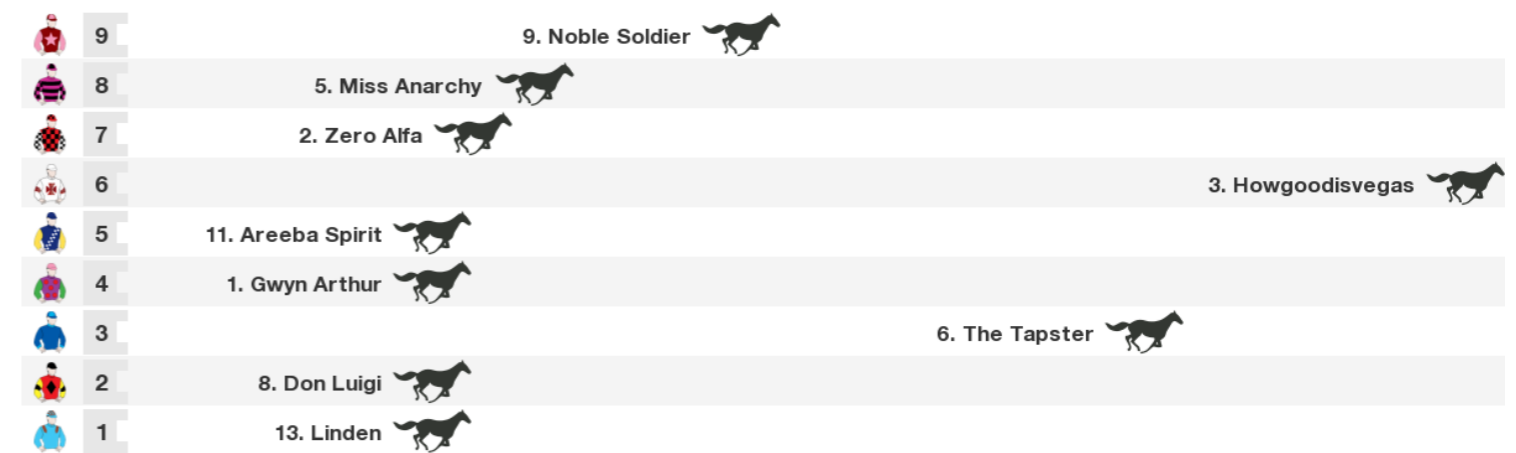 9 9. Noble Soldier
8 5. Miss Anarchy
7 2. Zero Alfa
6 3. Howgoodisvegas
5 11. Areeba Spirit
4 1. Gwyn Arthur
3 6. The Tapster
2 8. Don Luigi
1 13. Linden